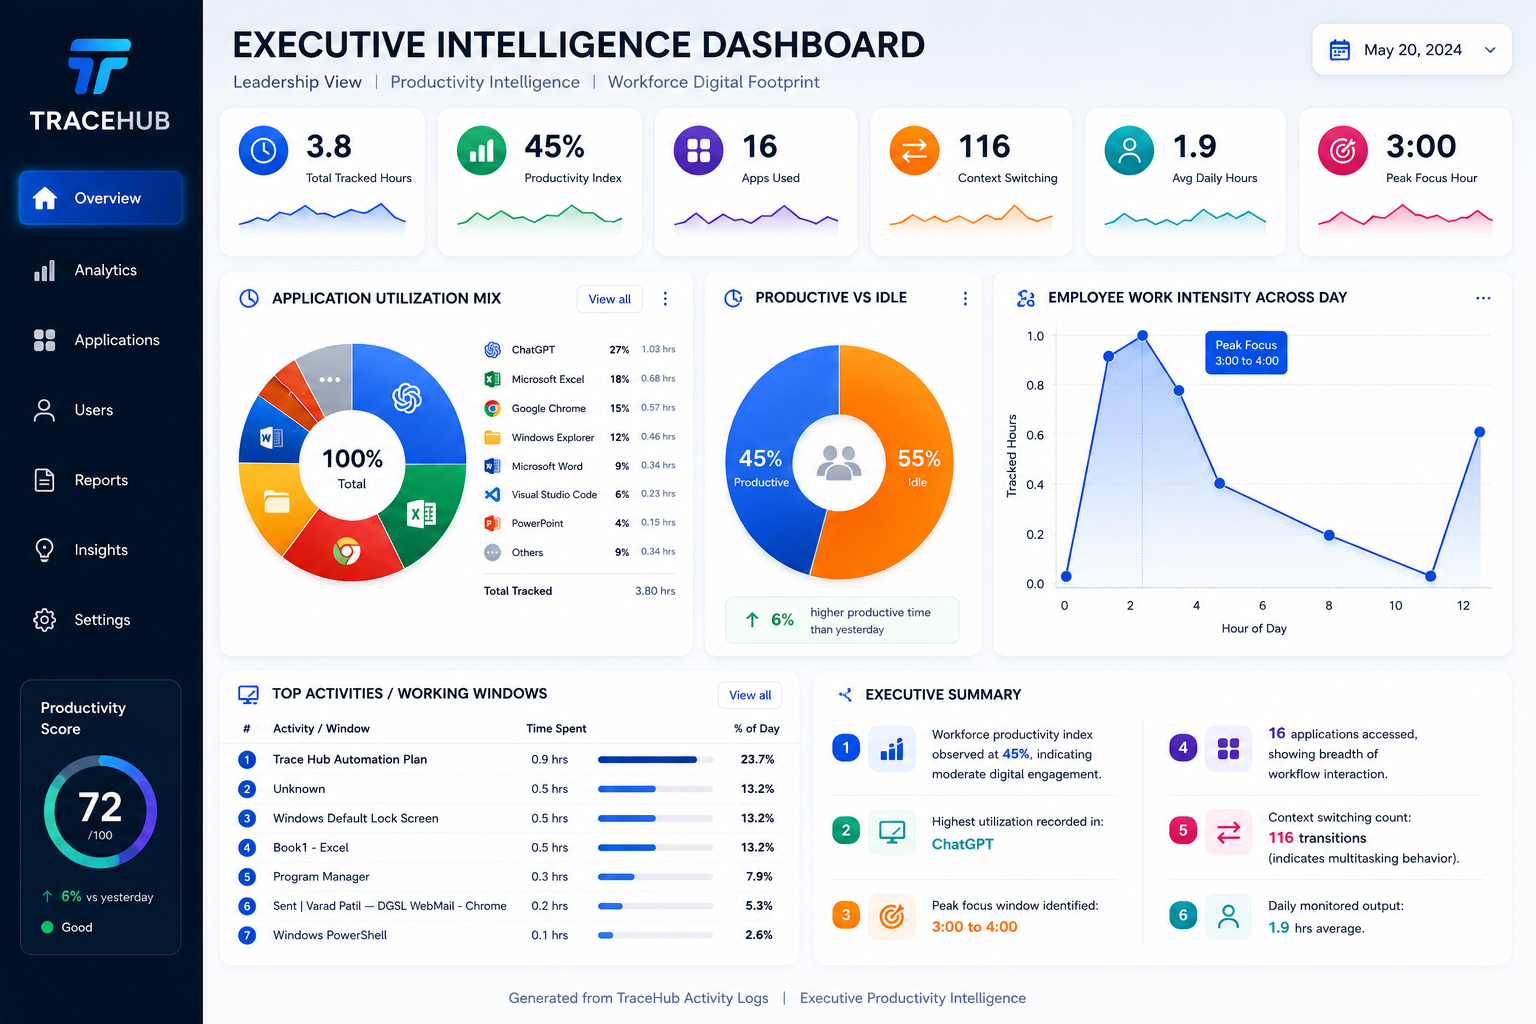 TRACEHUB
Overview
Analytics
Applications
Users
Reports
Insights
Settings
Productivity
Score
72
/100
↑ 6% vs yesterday
Good
EXECUTIVE INTELLIGENCE DASHBOARD
Leadership View | Productivity Intelligence | Workforce Digital Footprint
May 20, 2024
3.8
Total Tracked Hours
45%
Productivity Index
16
Apps Used
116
Context Switching
1.9
Avg Daily Hours
3:00
Peak Focus Hour
APPLICATION UTILIZATION MIX
View all
W
X
100%
Total
ChatGPT 27% 1.03 hrs
Microsoft Excel 18% 0.68 hrs
Google Chrome 15% 0.57 hrs
Windows Explorer 12% 0.46 hrs
Microsoft Word 9% 0.34 hrs
Visual Studio Code 6% 0.23 hrs
PowerPoint 4% 0.15 hrs
Others 9% 0.34 hrs
Total Tracked 3.80 hrs
PRODUCTIVE VS IDLE
45%
Productive
55%
Idle
↑ 6% higher productive time
than yesterday
EMPLOYEE WORK INTENSITY ACROSS DAY
Peak Focus
3:00 to 4:00
Tracked Hours
1.0
0.8
0.6
0.4
0.2
0.0
0 2 4 6 8 10 12
Hour of Day
TOP ACTIVITIES / WORKING WINDOWS
View all
# Activity / Window Time Spent % of Day
1 Trace Hub Automation Plan 0.9 hrs 23.7%
2 Unknown 0.5 hrs 13.2%
3 Windows Default Lock Screen 0.5 hrs 13.2%
4 Book1 - Excel 0.5 hrs 13.2%
5 Program Manager 0.3 hrs 7.9%
6 Sent | Varad Patil — DGSL WebMail - Chrome 0.2 hrs 5.3%
7 Windows PowerShell 0.1 hrs 2.6%
EXECUTIVE SUMMARY
1 Workforce productivity index
observed at 45%, indicating
moderate digital engagement.
2 Highest utilization recorded in:
ChatGPT
3 Peak focus window identified:
3:00 to 4:00
4 16 applications accessed,
showing breadth of
workflow interaction.
5 Context switching count:
116 transitions
(indicates multitasking behavior).
6 Daily monitored output:
1.9 hrs average.
Generated from TraceHub Activity Logs | Executive Productivity Intelligence